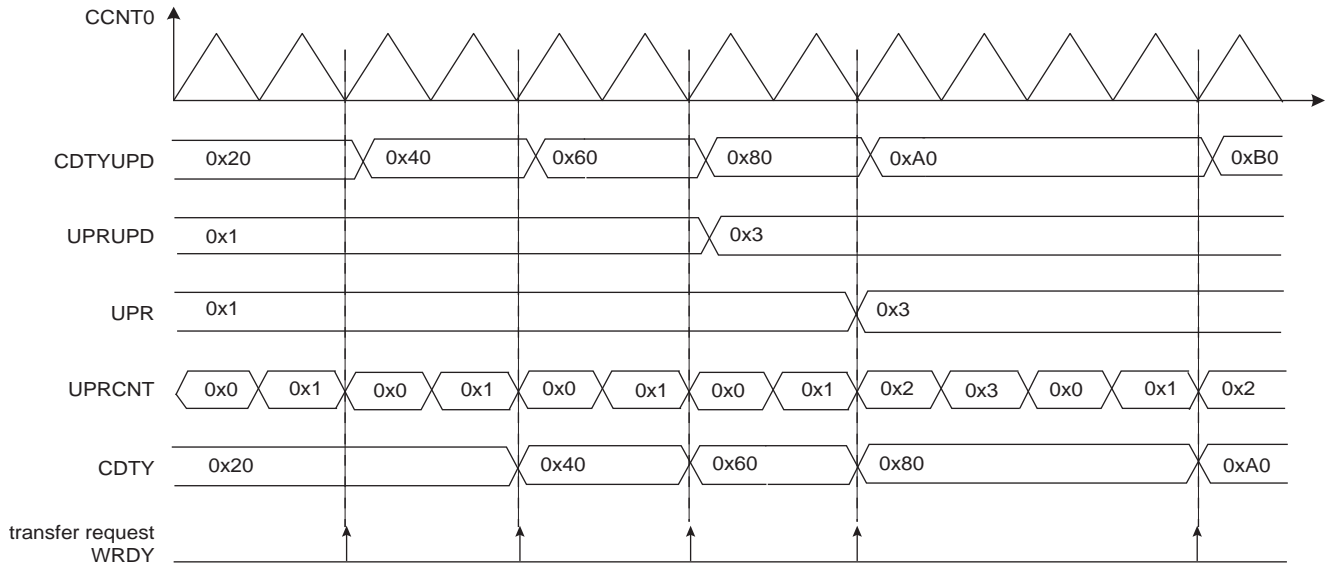 CCNT0
CDTYUPD 0x20 0x40 0x60 0x80 0xA0 0xB0
UPRUPD 0x1 0x3
UPR 0x1 0x3
UPRCNT 0x0 0x1 0x0 0x1 0x0 0x1 0x0 0x1 0x2 0x3 0x0 0x1 0x2
CDTY 0x20 0x40 0x60 0x80 0xA0
transfer request
WRDY